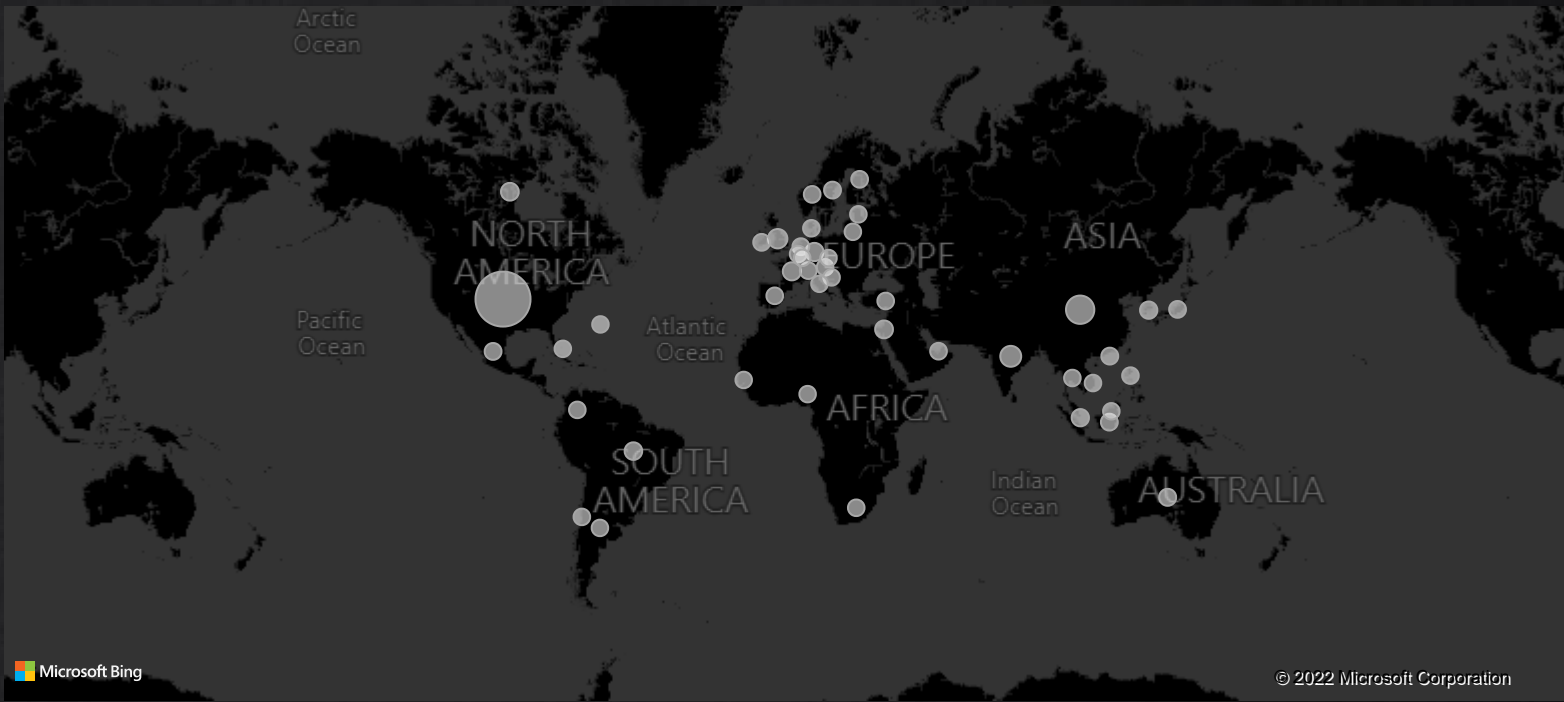 Arctic
Ocean
NORTH
AMERICA
EUROPE
ASIA
Pacific
Ocean
Atlantic
Ocean
AFRICA
SOUTH
AMERICA
Indian
Ocean
AUSTRALIA
Microsoft Bing
© 2022 Microsoft Corporation